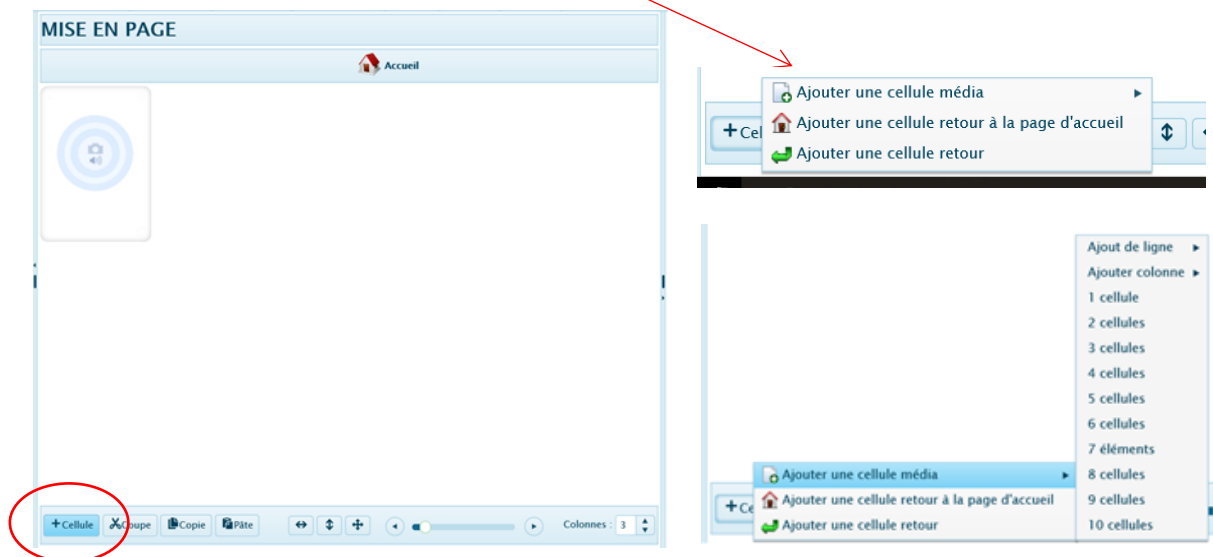 MISE EN PAGE
Accueil
+Cellule Coupe Copie Pâte Colonnes : 3
Ajouter une cellule média
Ajouter une cellule retour à la page d'accueil
Ajouter une cellule retour
+Cel
Ajout de ligne
Ajouter colonne
1 cellule
2 cellules
3 cellules
4 cellules
5 cellules
6 cellules
7 éléments
8 cellules
9 cellules
10 cellules
Ajouter une cellule média
Ajouter une cellule retour à la page d'accueil
Ajouter une cellule retour
+Ce